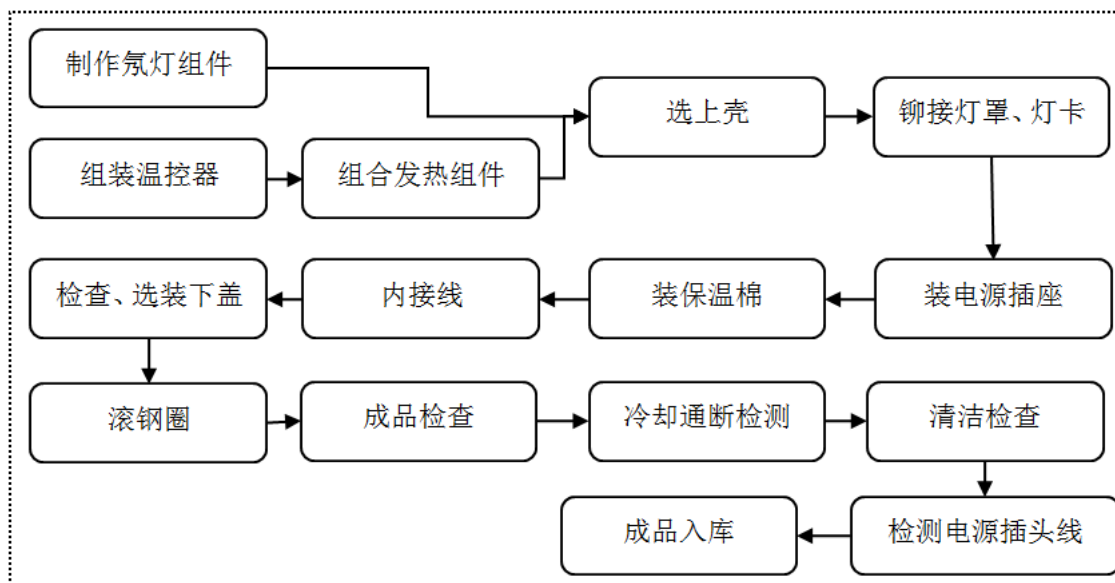 制作氖灯组件
选上壳
铆接灯罩、灯卡
组装温控器
组合发热组件
检查、选装下盖
内接线
装保温棉
装电源插座
滚钢圈
成品检查
冷却通断检测
清洁检查
成品入库
检测电源插头线